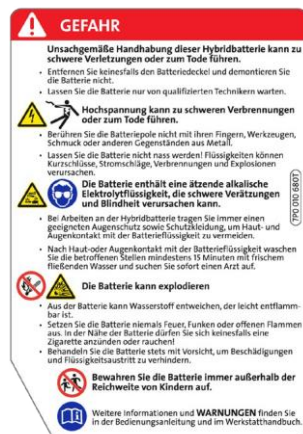 GEFAHR
Unsachgemäße Handhabung dieser Hybridbatterie kann zu
schwerer Verletzungen oder zum Tode führen.
• Entfernen Sie keinesfalls den Batteriedeckel und demontieren Sie
die Batterie nicht.
• Lassen Sie die Batterie nur von qualifizierten Technikern warten.
Hochspannung kann zu schweren Verbrennungen
oder zum Tode führen.
• Berühren Sie die Batteriepole nicht mit ihren Fingern, Werkzeugen,
Schmuck oder anderen Gegenständen aus Metall.
• Lassen Sie die Batterie nicht nass werden! Flüssigkeiten können
Kurzschlüsse, Stromschläge, Verbrennungen und Explosionen
verursachen.
Die Batterie enthält eine ätzende alkalische
Elektrolytflüssigkeit, die schwere Verätzungen
und Blindheit verursachen kann.
• Bei Arbeiten an der Hybridbatterie tragen Sie immer einen
geeigneten Augenschutz sowie Schutzkleidung, um Haut- und
Augenkontakt mit der Batterieflüssigkeit zu vermeiden.
• Nach Haut-oder Augenkontakt mit der Batterieflüssigkeit waschen
Sie die betroffenen Stellen mindestens 15 Minuten mit frischem
fließenden Wasser und suchen Sie sofort einen Arzt auf.
Die Batterie kann explodieren
• Aus der Batterie kann Wasserstoff entweichen, der leicht entflamm-
bar ist.
• Setzen Sie die Batterie niemals Feuer, Funken oder offenen Flammen
aus. In der Nähe der Batterie dürfen Sie sich keinesfalls eine
Zigarette anzünden oder rauchen!
• Behandeln Sie die Batterie stets mit Vorsicht, um Beschädigungen
und Flüssigkeitsaustritt zu verhindern.
Bewahren Sie die Batterie immer außerhalb der
Reichweite von Kindern auf.
Weitere Informationen und WARNUNGEN finden Sie
in der Bedienungsanleitung und im Werkstatthandbuch.
7P0 010 680T